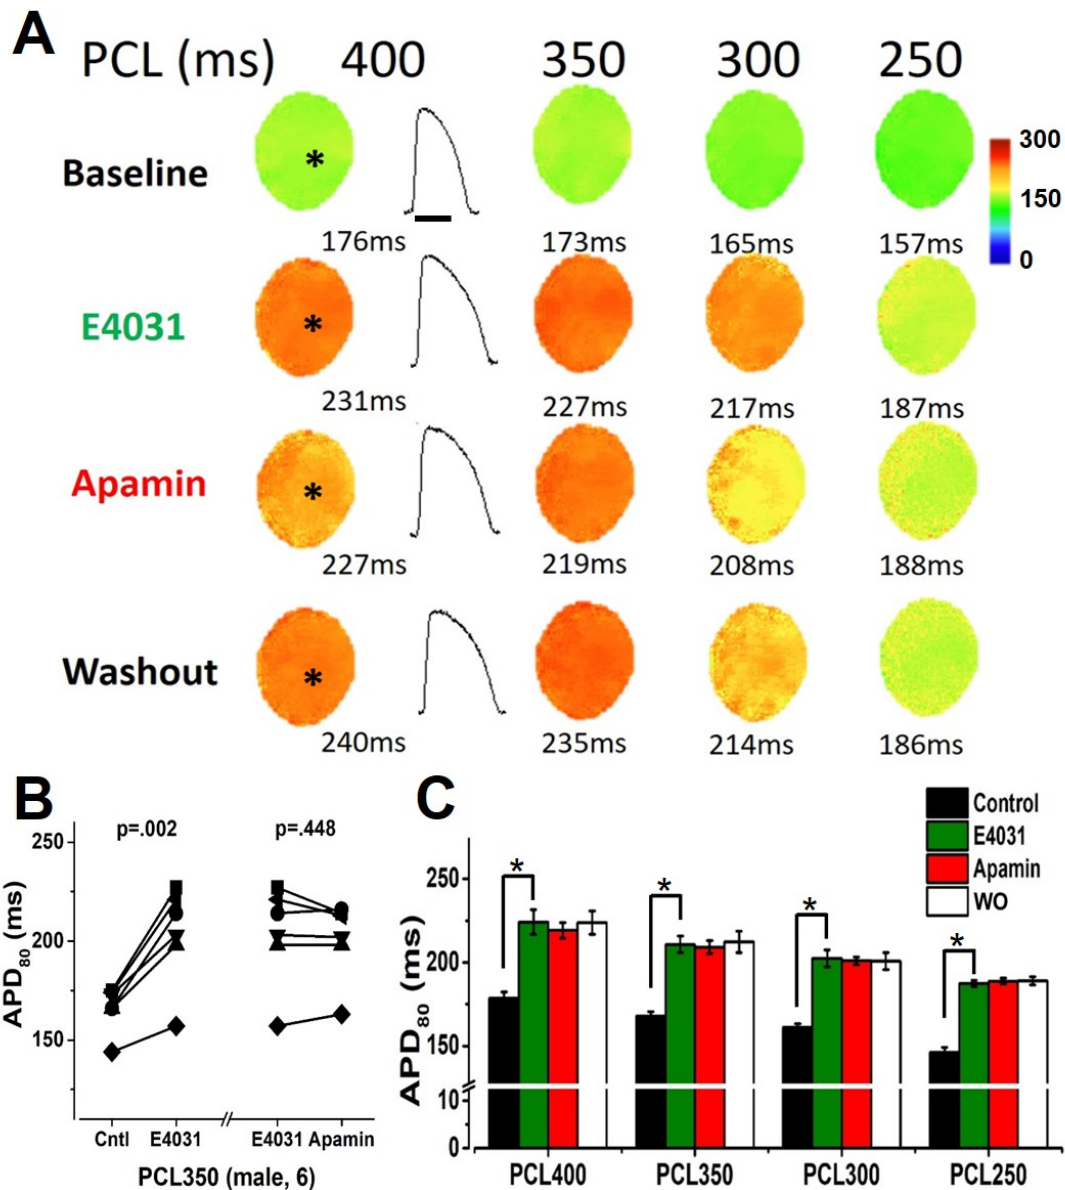 A
PCL (ms) 400 350 300 250
Baseline * 300
150
0
176ms 173ms 165ms 157ms
E4031 *
231ms 227ms 217ms 187ms
Apamin *
227ms 219ms 208ms 188ms
Washout *
240ms 235ms 214ms 186ms
B
p=.002 p=.448
250
200
150
APD80 (ms)
Cntl E4031 E4031 Apamin
PCL350 (male, 6)
C
Control
E4031
Apamin
WO
* * * *
250
200
150
10
0
APD80 (ms)
PCL400 PCL350 PCL300 PCL250